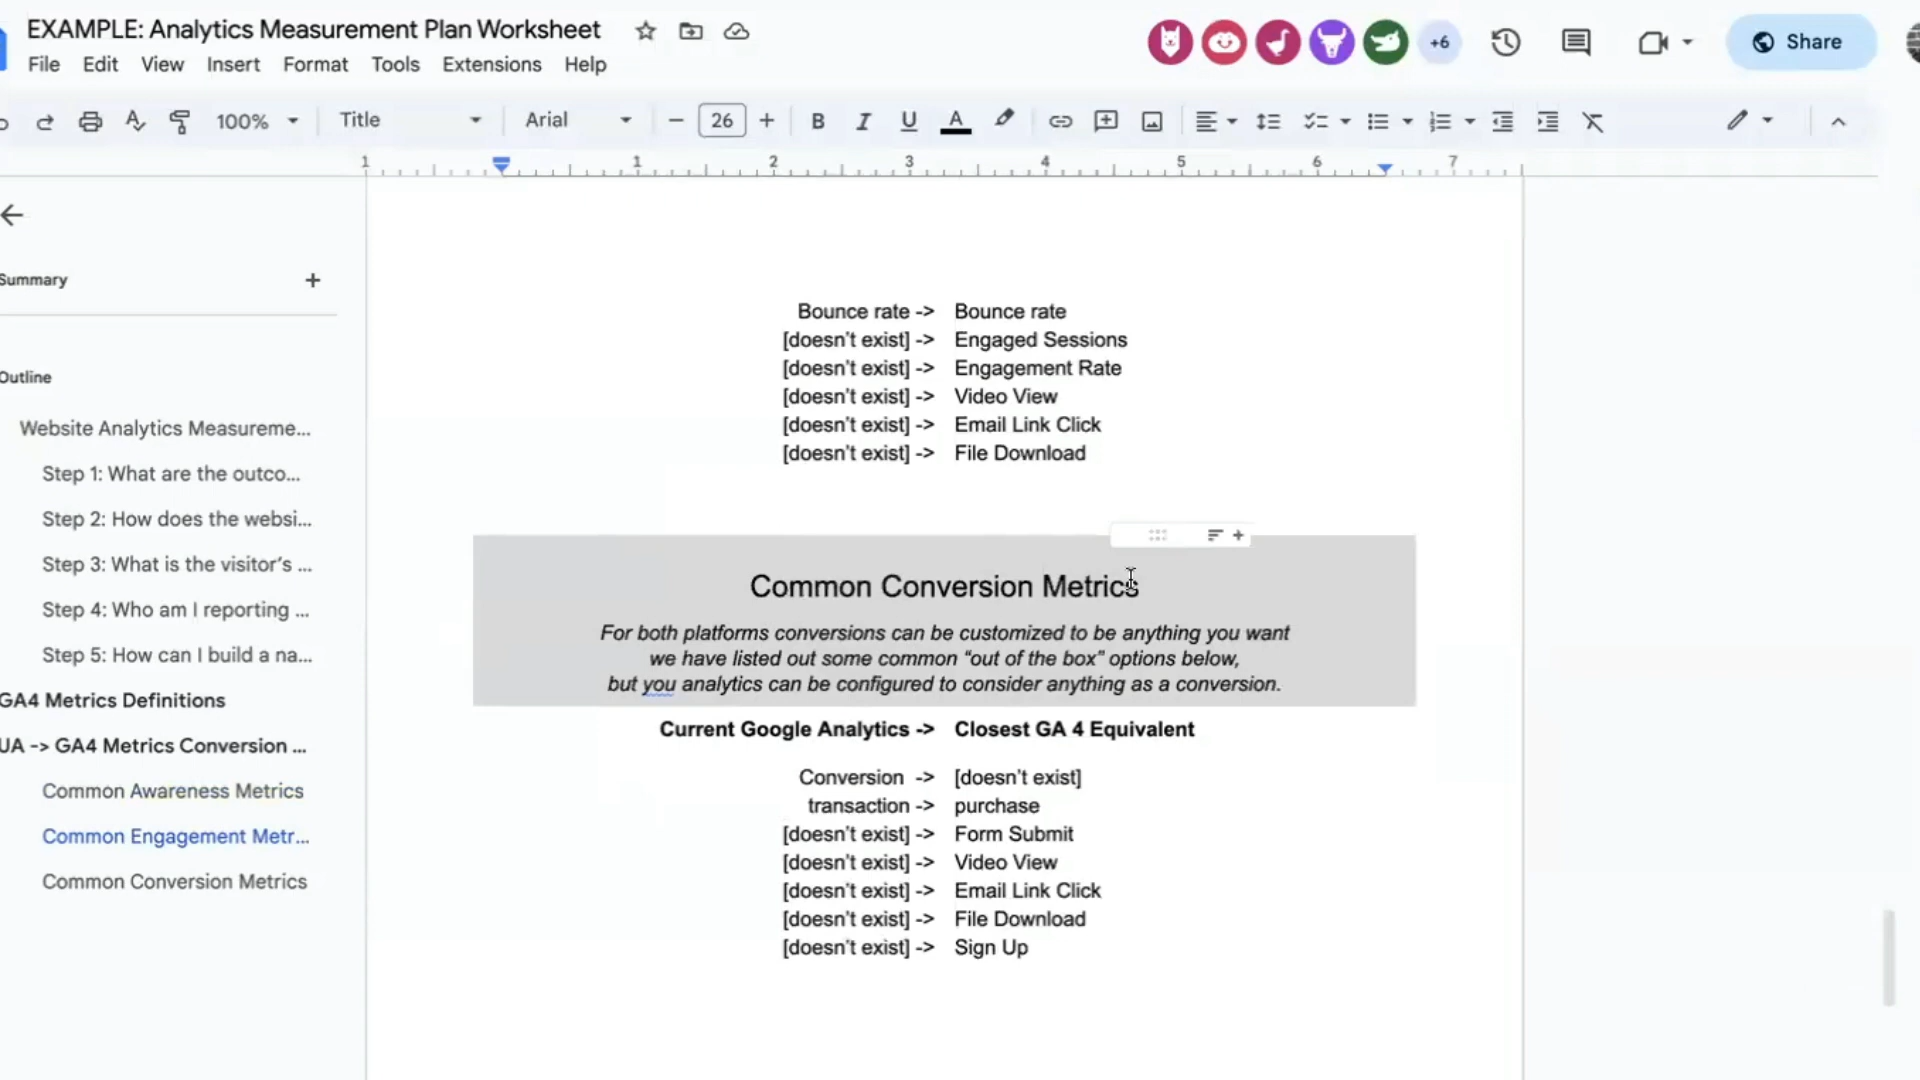 EXAMPLE: Analytics Measurement Plan Worksheet
+6
Share
File Edit View Insert Format Tools Extensions Help
100% Title Arial 26 B I U A
1 1 2 3 4 5 6 7
Summary
Outline
Website Analytics Measureme...
Step 1: What are the outco...
Step 2: How does the websi...
Step 3: What is the visitor's ...
Step 4: Who am I reporting ...
Step 5: How can I build a na...
GA4 Metrics Definitions
UA -> GA4 Metrics Conversion ...
Common Awareness Metrics
Common Engagement Metr...
Common Conversion Metrics
Bounce rate -> Bounce rate
[doesn't exist] -> Engaged Sessions
[doesn't exist] -> Engagement Rate
[doesn't exist] -> Video View
[doesn't exist] -> Email Link Click
[doesn't exist] -> File Download
Common Conversion Metrics
For both platforms conversions can be customized to be anything you want
we have listed out some common “out of the box” options below,
but you analytics can be configured to consider anything as a conversion.
Current Google Analytics -> Closest GA 4 Equivalent
Conversion -> [doesn't exist]
transaction -> purchase
[doesn't exist] -> Form Submit
[doesn't exist] -> Video View
[doesn't exist] -> Email Link Click
[doesn't exist] -> File Download
[doesn't exist] -> Sign Up